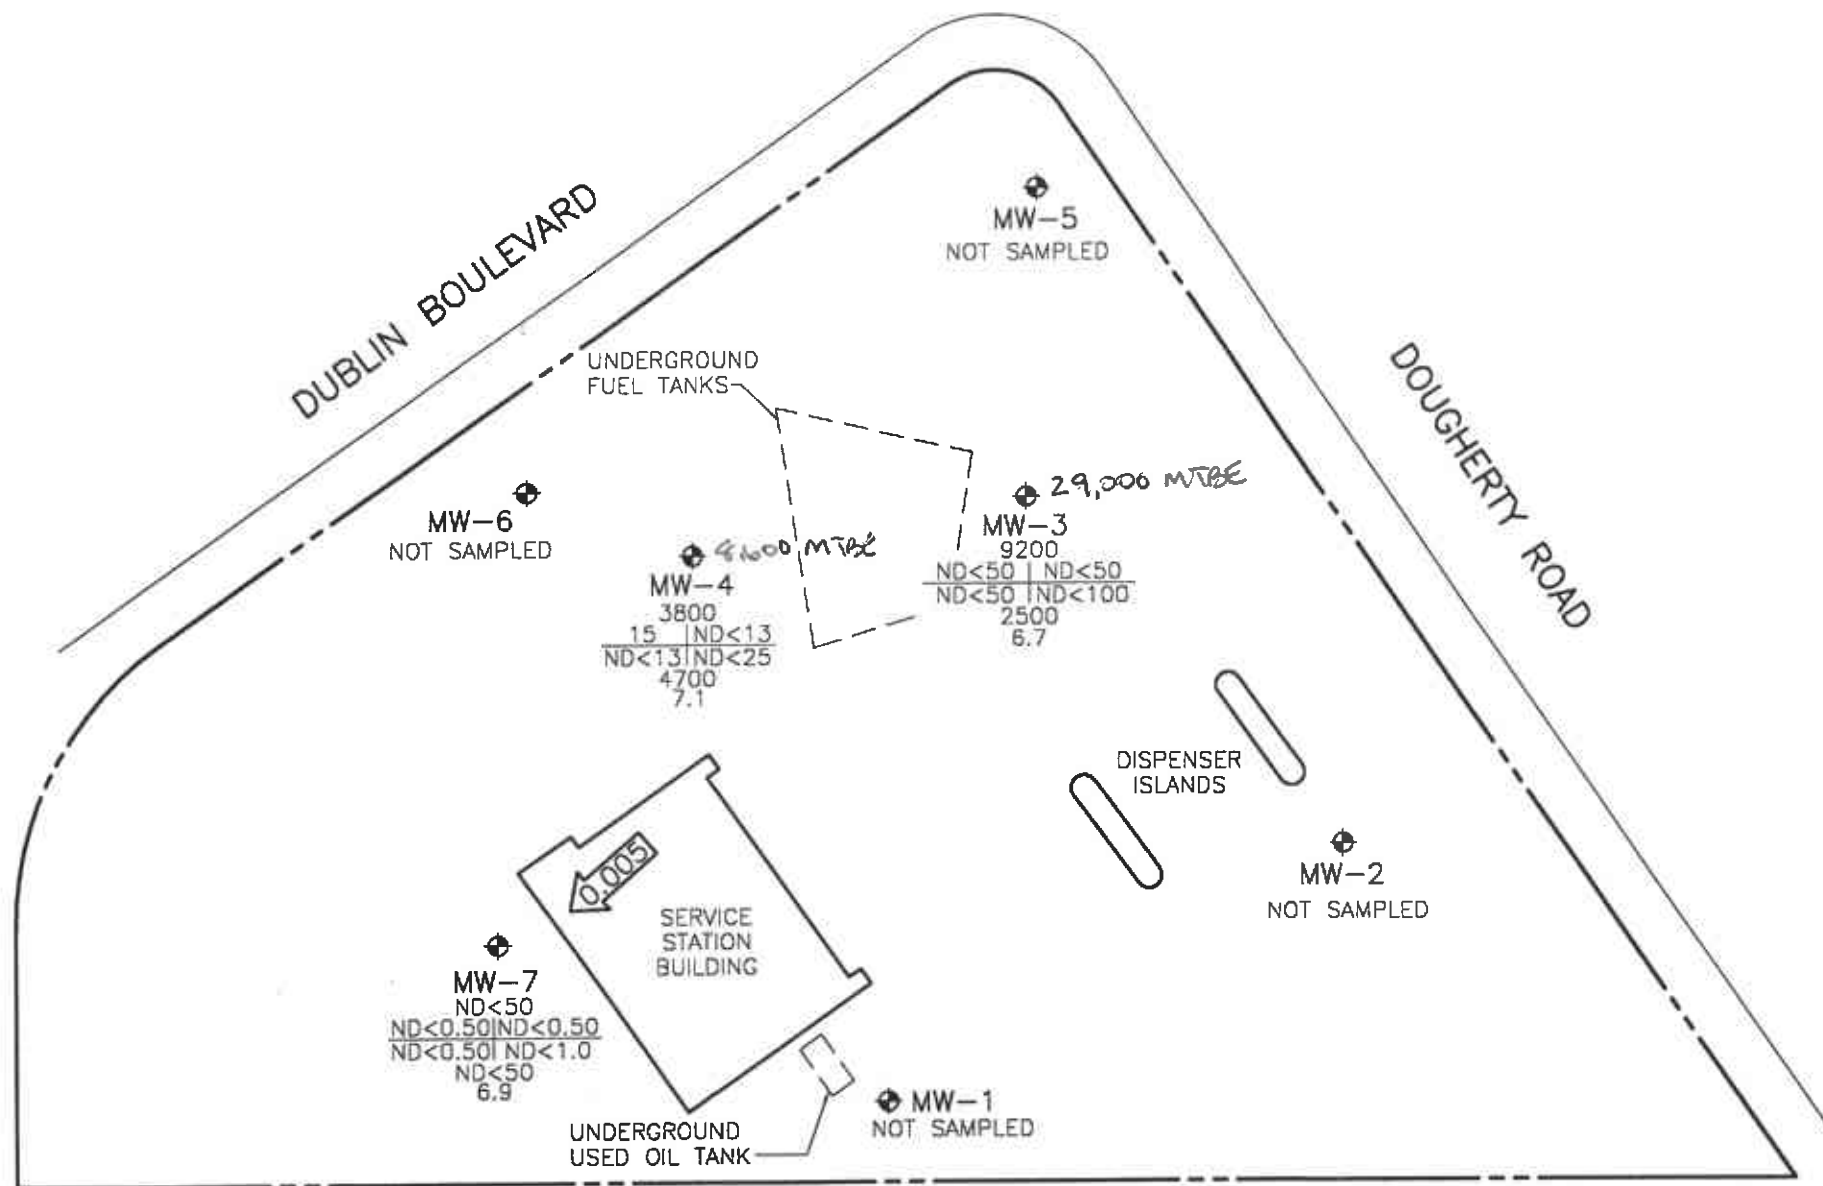 MW-5
NOT SAMPLED
DUBLIN BOULEVARD
DOUGHERTY ROAD
UNDERGROUND
FUEL TANKS
MW-6
NOT SAMPLED
29,000 MTBE
MW-3
9200
ND<50 | ND<50
ND<50 | ND<100
2500
6.7
8,600 MTBE
MW-4
3800
15 | ND<13
ND<13 | ND<25
4700
7.1
DISPENSER
ISLANDS
MW-2
NOT SAMPLED
0.005
SERVICE
STATION
BUILDING
MW-7
ND<50
ND<0.50|ND<0.50
ND<0.50| ND<1.0
ND<50
6.9
MW-1
NOT SAMPLED
UNDERGROUND
USED OIL TANK